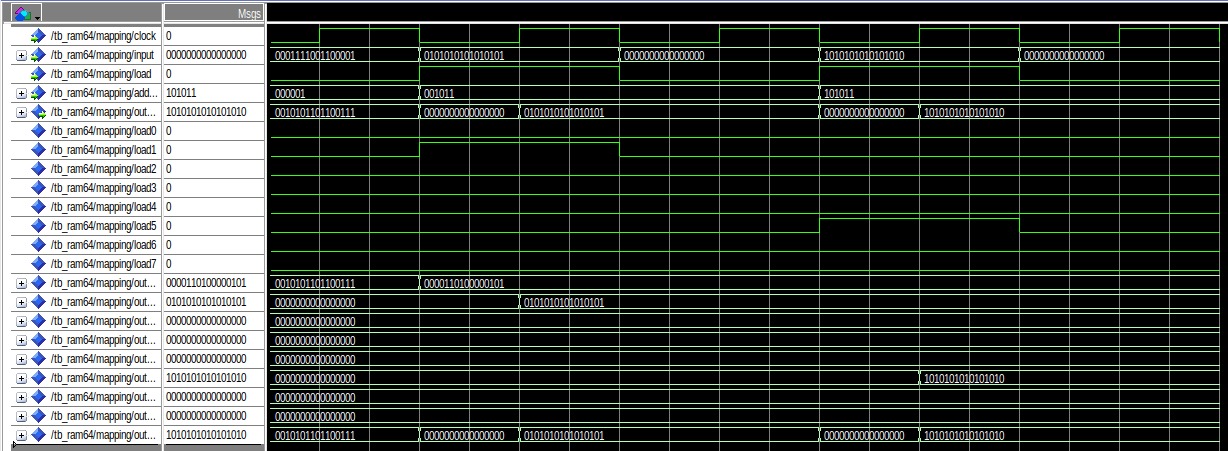 Msgs
/tb_ram64/mapping/clock 0
/tb_ram64/mapping/input 0000000000000000 0001111001100001 0101010101010101 0000000000000000 1010101010101010 0000000000000000
/tb_ram64/mapping/load 0
/tb_ram64/mapping/add... 101011 000001 001011 101011
/tb_ram64/mapping/out... 1010101010101010 0010101101100111 0000000000000000 0101010101010101 0000000000000000 1010101010101010
/tb_ram64/mapping/load0 0
/tb_ram64/mapping/load1 0
/tb_ram64/mapping/load2 0
/tb_ram64/mapping/load3 0
/tb_ram64/mapping/load4 0
/tb_ram64/mapping/load5 0
/tb_ram64/mapping/load6 0
/tb_ram64/mapping/load7 0
/tb_ram64/mapping/out... 0000110100000101 0010101101100111 0000110100000101
/tb_ram64/mapping/out... 0101010101010101 0000000000000000 0101010101010101
/tb_ram64/mapping/out... 0000000000000000 0000000000000000
/tb_ram64/mapping/out... 0000000000000000 0000000000000000
/tb_ram64/mapping/out... 0000000000000000 0000000000000000
/tb_ram64/mapping/out... 1010101010101010 0000000000000000 1010101010101010
/tb_ram64/mapping/out... 0000000000000000 0000000000000000
/tb_ram64/mapping/out... 0000000000000000 0000000000000000
/tb_ram64/mapping/out... 1010101010101010 0010101101100111 0000000000000000 0101010101010101 0000000000000000 1010101010101010